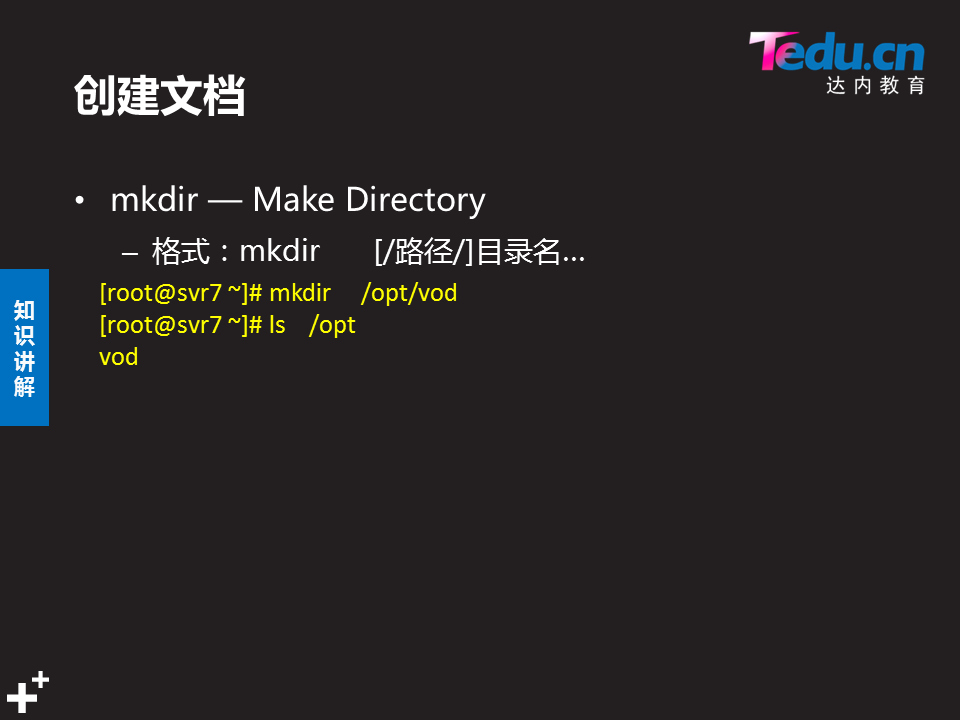 Tedu.cn
达内教育
创建文档
• mkdir — Make Directory
– 格式：mkdir [/路径/]目录名…
[root@svr7 ~]# mkdir /opt/vod
[root@svr7 ~]# ls /opt
vod
知识讲解